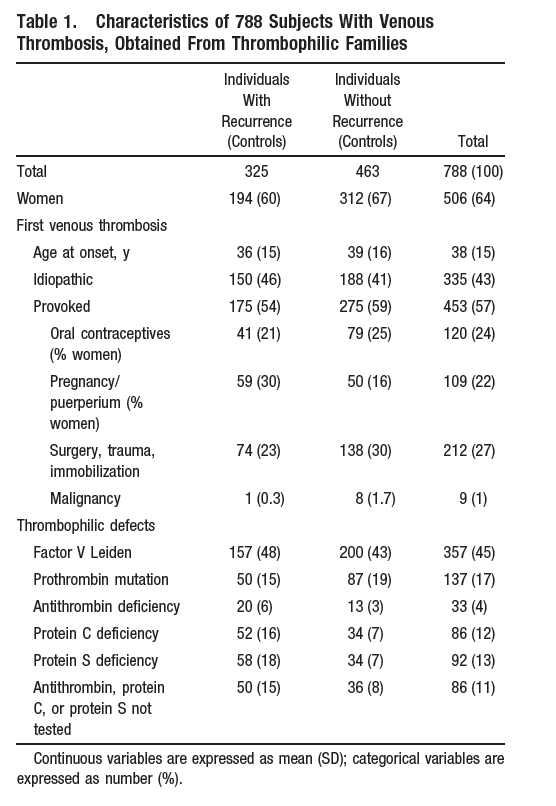 Table 1. Characteristics of 788 Subjects With Venous
Thrombosis, Obtained From Thrombophilic Families
Individuals With Recurrence (Controls) Individuals Without Recurrence (Controls) Total
Total 325 463 788 (100)
Women 194 (60) 312 (67) 506 (64)
First venous thrombosis
Age at onset, y 36 (15) 39 (16) 38 (15)
Idiopathic 150 (46) 188 (41) 335 (43)
Provoked 175 (54) 275 (59) 453 (57)
Oral contraceptives 41 (21) 79 (25) 120 (24)
(% women)
Pregnancy/ 59 (30) 50 (16) 109 (22)
puerperium (%
women)
Surgery, trauma, 74 (23) 138 (30) 212 (27)
immobilization
Malignancy 1 (0.3) 8 (1.7) 9 (1)
Thrombophilic defects
Factor V Leiden 157 (48) 200 (43) 357 (45)
Prothrombin mutation 50 (15) 87 (19) 137 (17)
Antithrombin deficiency 20 (6) 13 (3) 33 (4)
Protein C deficiency 52 (16) 34 (7) 86 (12)
Protein S deficiency 58 (18) 34 (7) 92 (13)
Antithrombin, protein 50 (15) 36 (8) 86 (11)
C, or protein S not
tested
Continuous variables are expressed as mean (SD); categorical variables are
expressed as number (%).